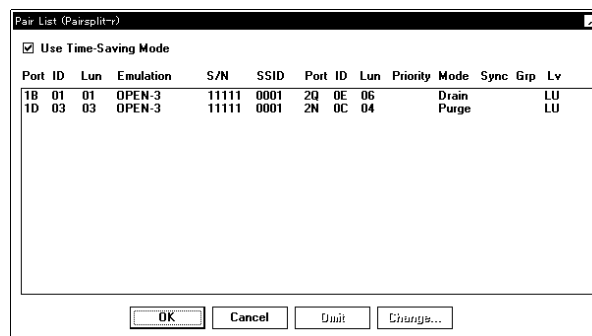 Pair List (Pairsplit-r)
Use Time-Saving Mode
Port ID Lun Emulation S/N SSID Port ID Lun Priority Mode Sync Grp Lv
1B 01 01 OPEN-3 11111 0001 2Q 0E 06 Drain LU
1D 03 03 OPEN-3 11111 0001 2N 0C 04 Purge LU
OK Cancel Omit Change...